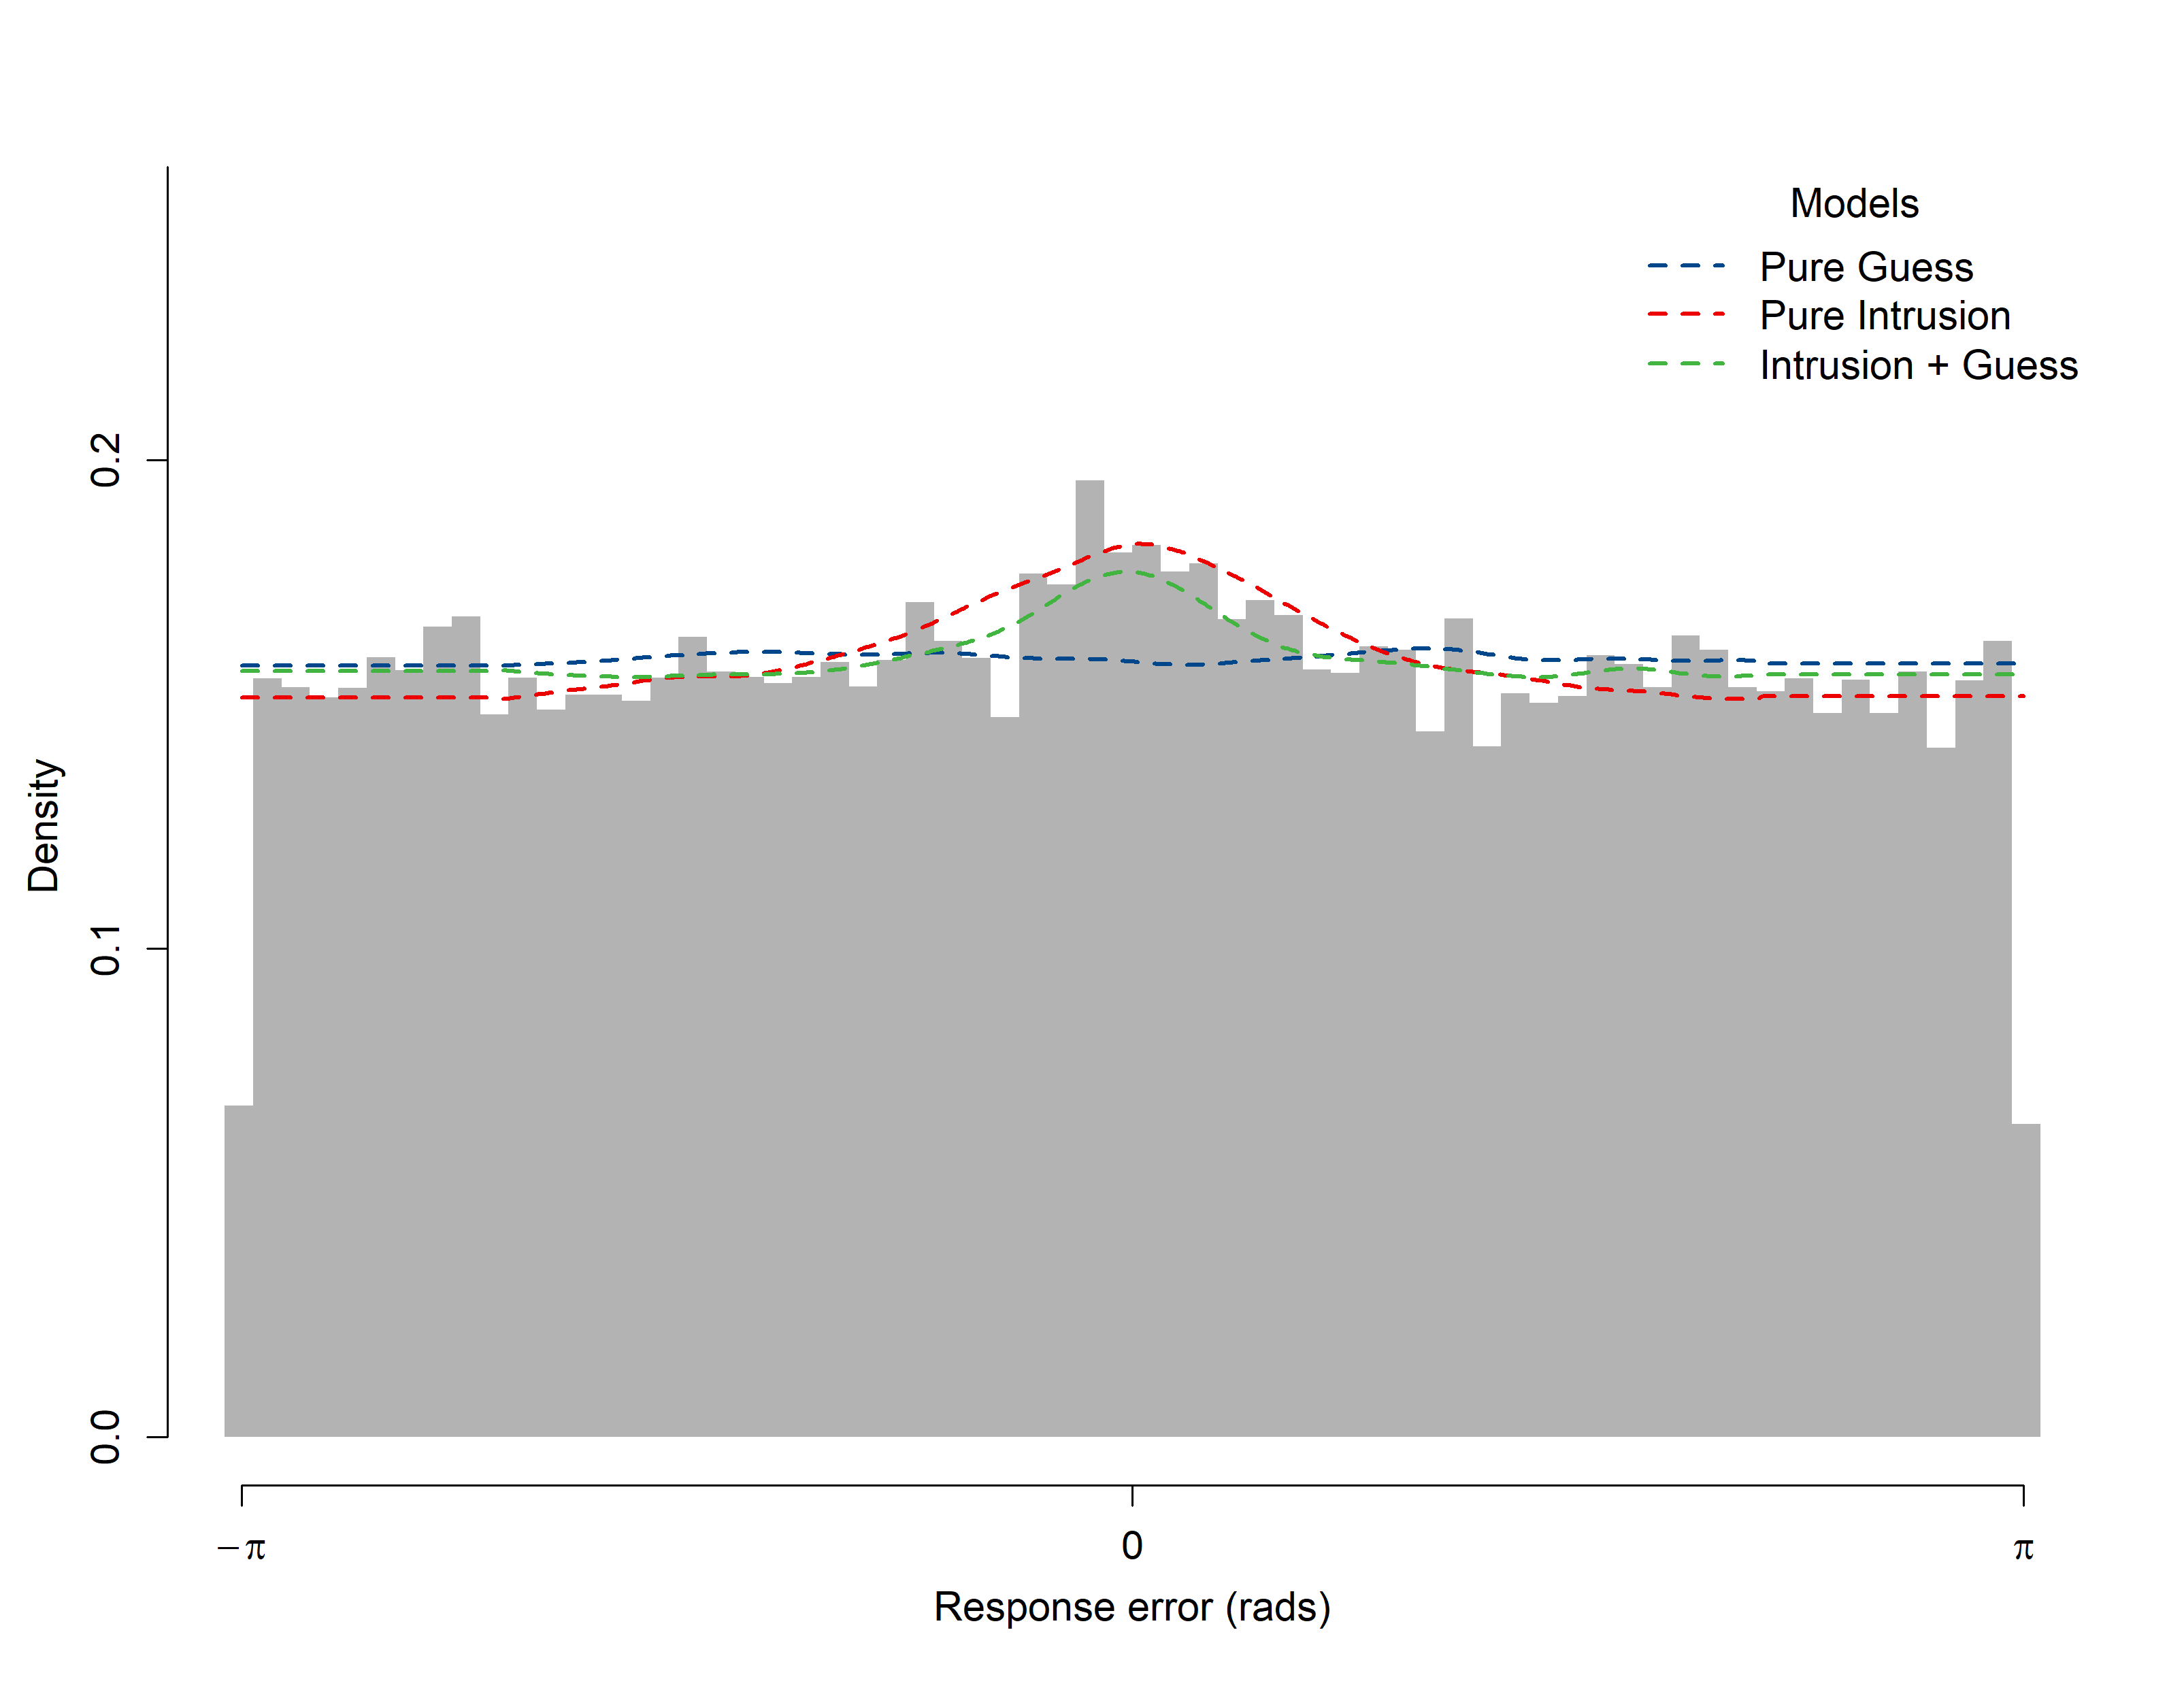 Models
Pure Guess
Pure Intrusion
Intrusion + Guess
0.2
0.1
0.0
Density
−π
0
π
Response error (rads)